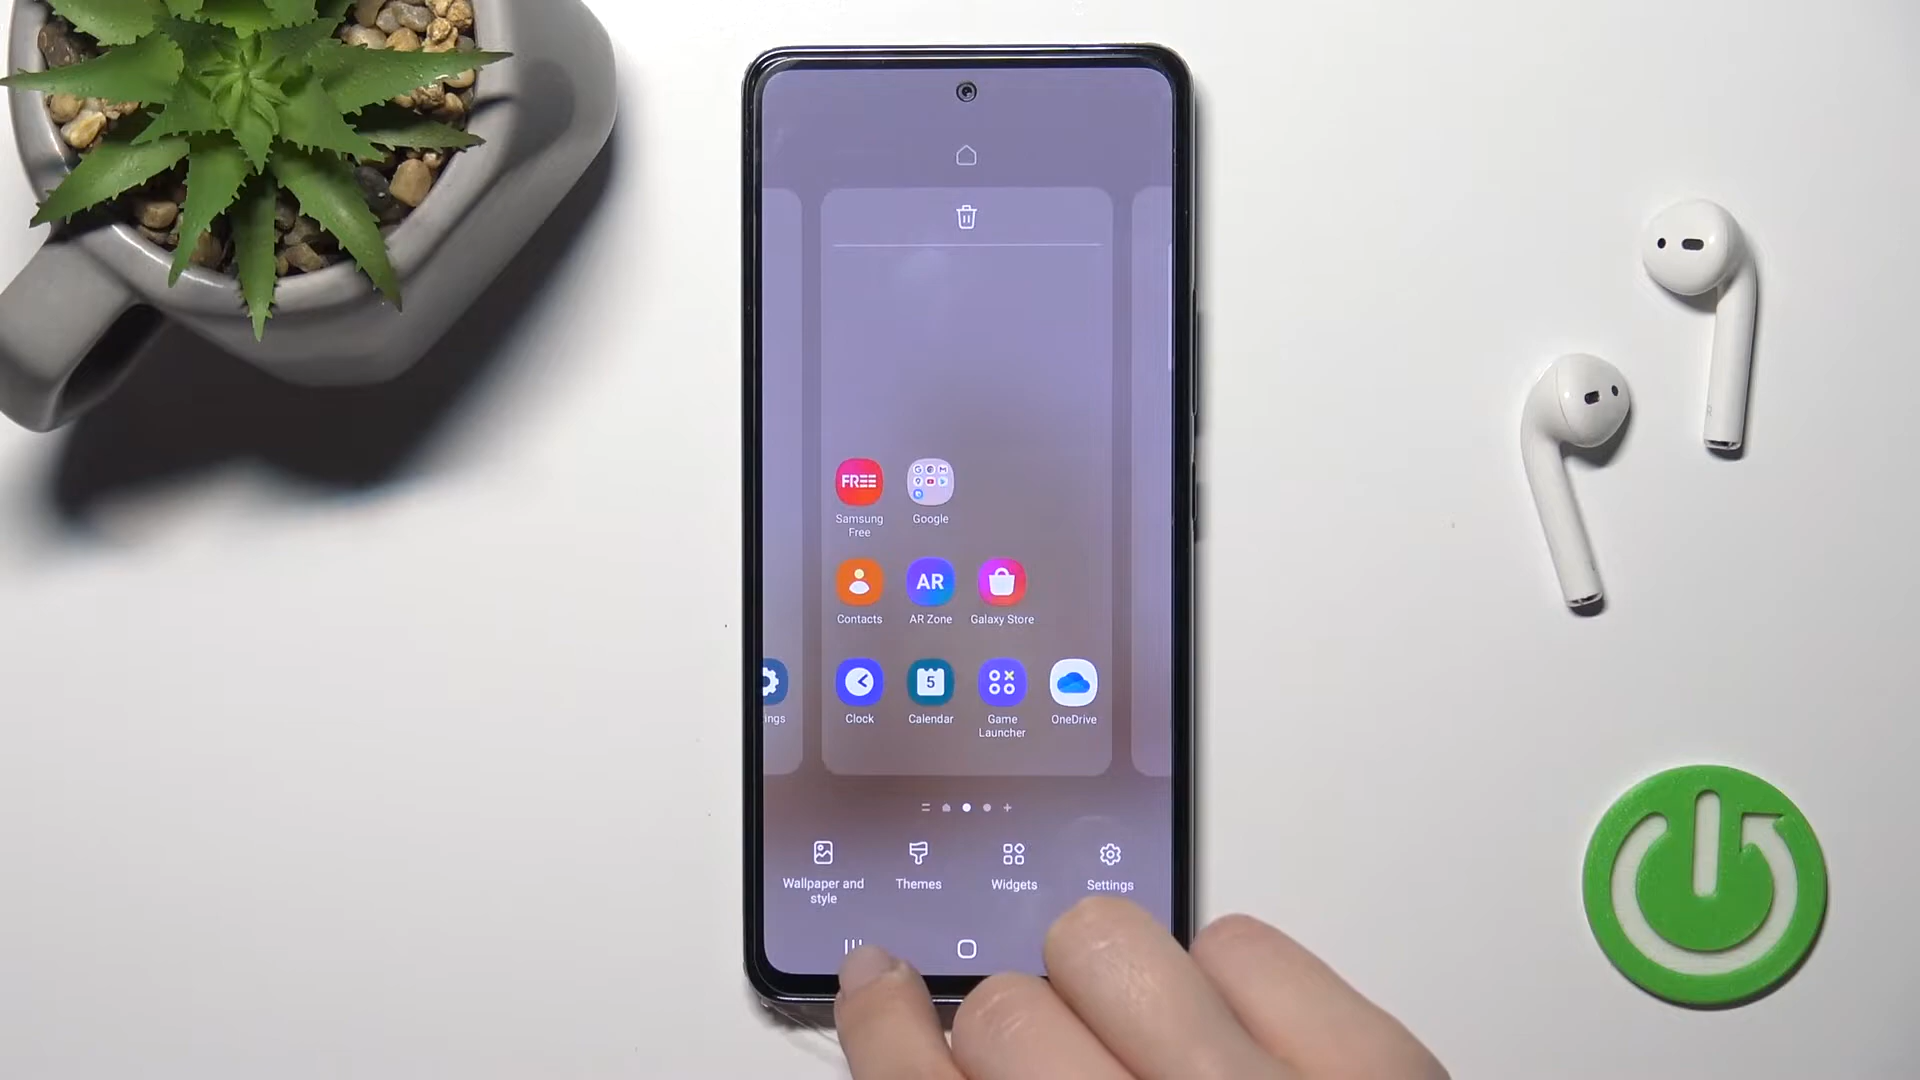 FREE
Samsung Free
Google
Contacts
AR
AR Zone
Galaxy Store
ings
Clock
5
Calendar
Game Launcher
OneDrive
Wallpaper and style
Themes
Widgets
Settings
R